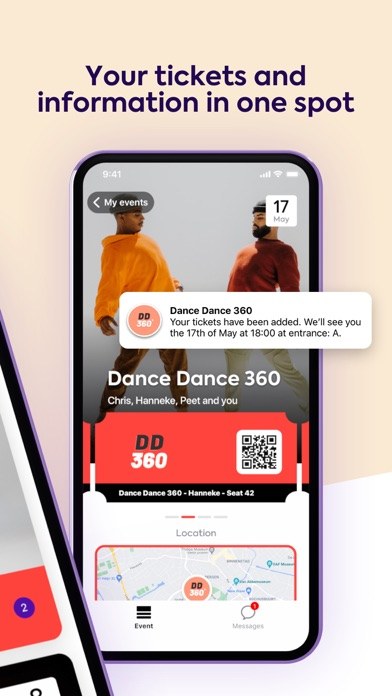 Your tickets and
information in one spot
9:41
My events
17
May
DD
360
Dance Dance 360
Your tickets have been added. We'll see you
the 17th of May at 18:00 at entrance: A.
Dance Dance 360
Chris, Hanneke, Peet and you
DD
360
Dance Dance 360 - Hanneke - Seat 42
Location
DD
360
2
1
Event
Messages